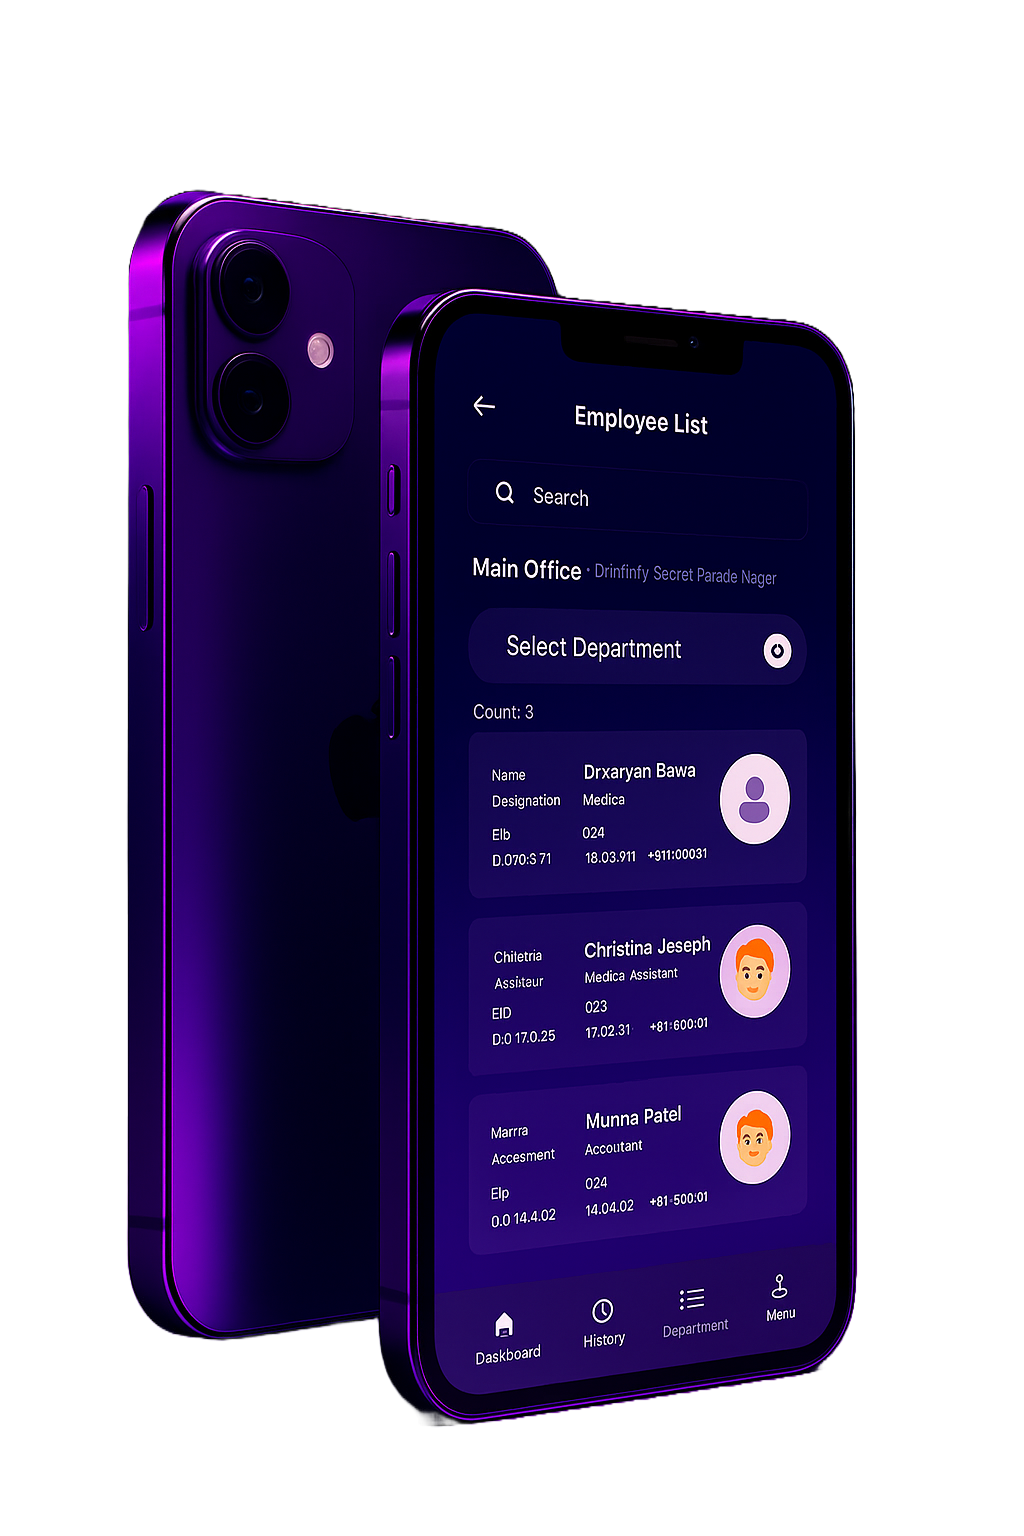 Employee List
Search
Main Office · Drinfinfy Secret Parade Nager
Select Department
Count: 3
Name Drxaryan Bawa
Designation Medica
Elb 024
D.070:S 71 18.03.911 +911:00031
Chiletria Christina Jeseph
Assiītaur Medica Assistant
EID 023
D:0 17.0.25 17.02.31· +81:600:01
Marrra Munna Patel
Accesment Accoutant
Elp 024
0.0 14.4.02 14.04.02 +81·500:01
Daskboard History Department Menu